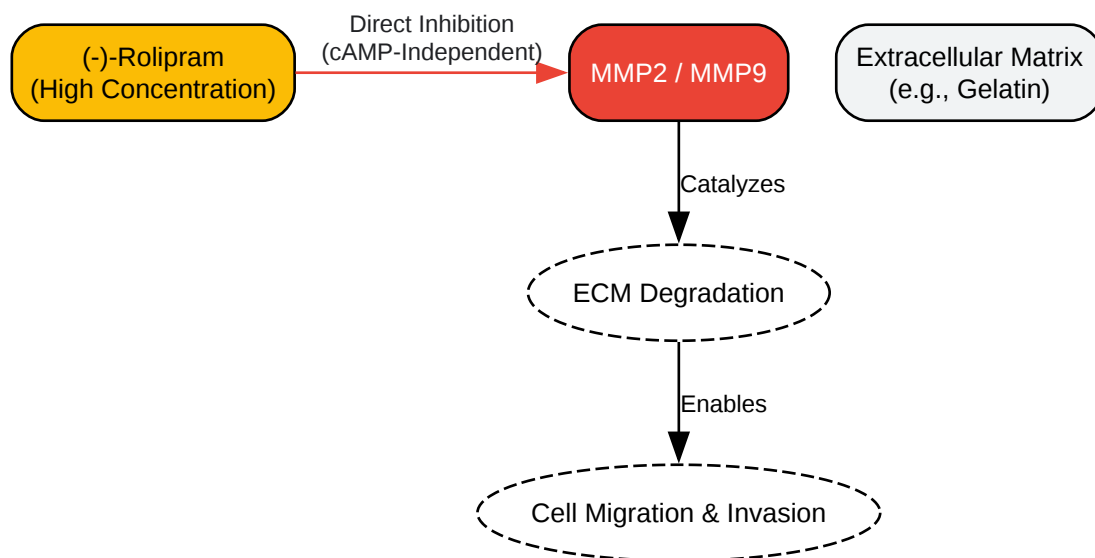 Direct Inhibition
(cAMP-Independent)
(-)-Rolipram
(High Concentration)
MMP2 / MMP9
Extracellular Matrix
(e.g., Gelatin)
Catalyzes
ECM Degradation
Enables
Cell Migration & Invasion